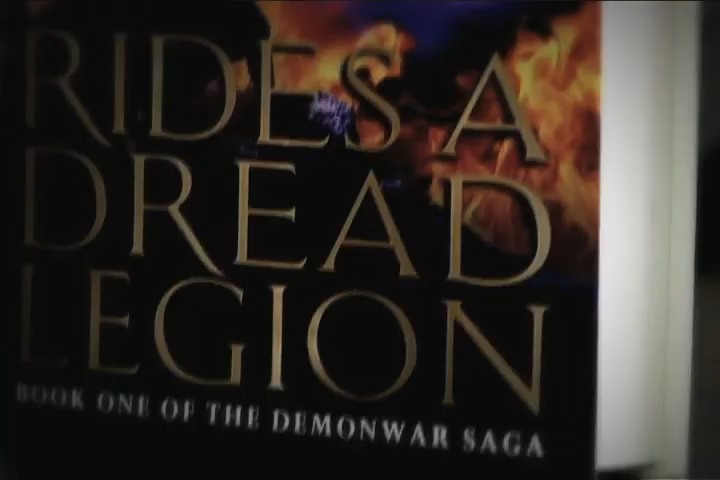 RIDES A
DREAD
LEGION
BOOK ONE OF THE DEMONWAR SAGA